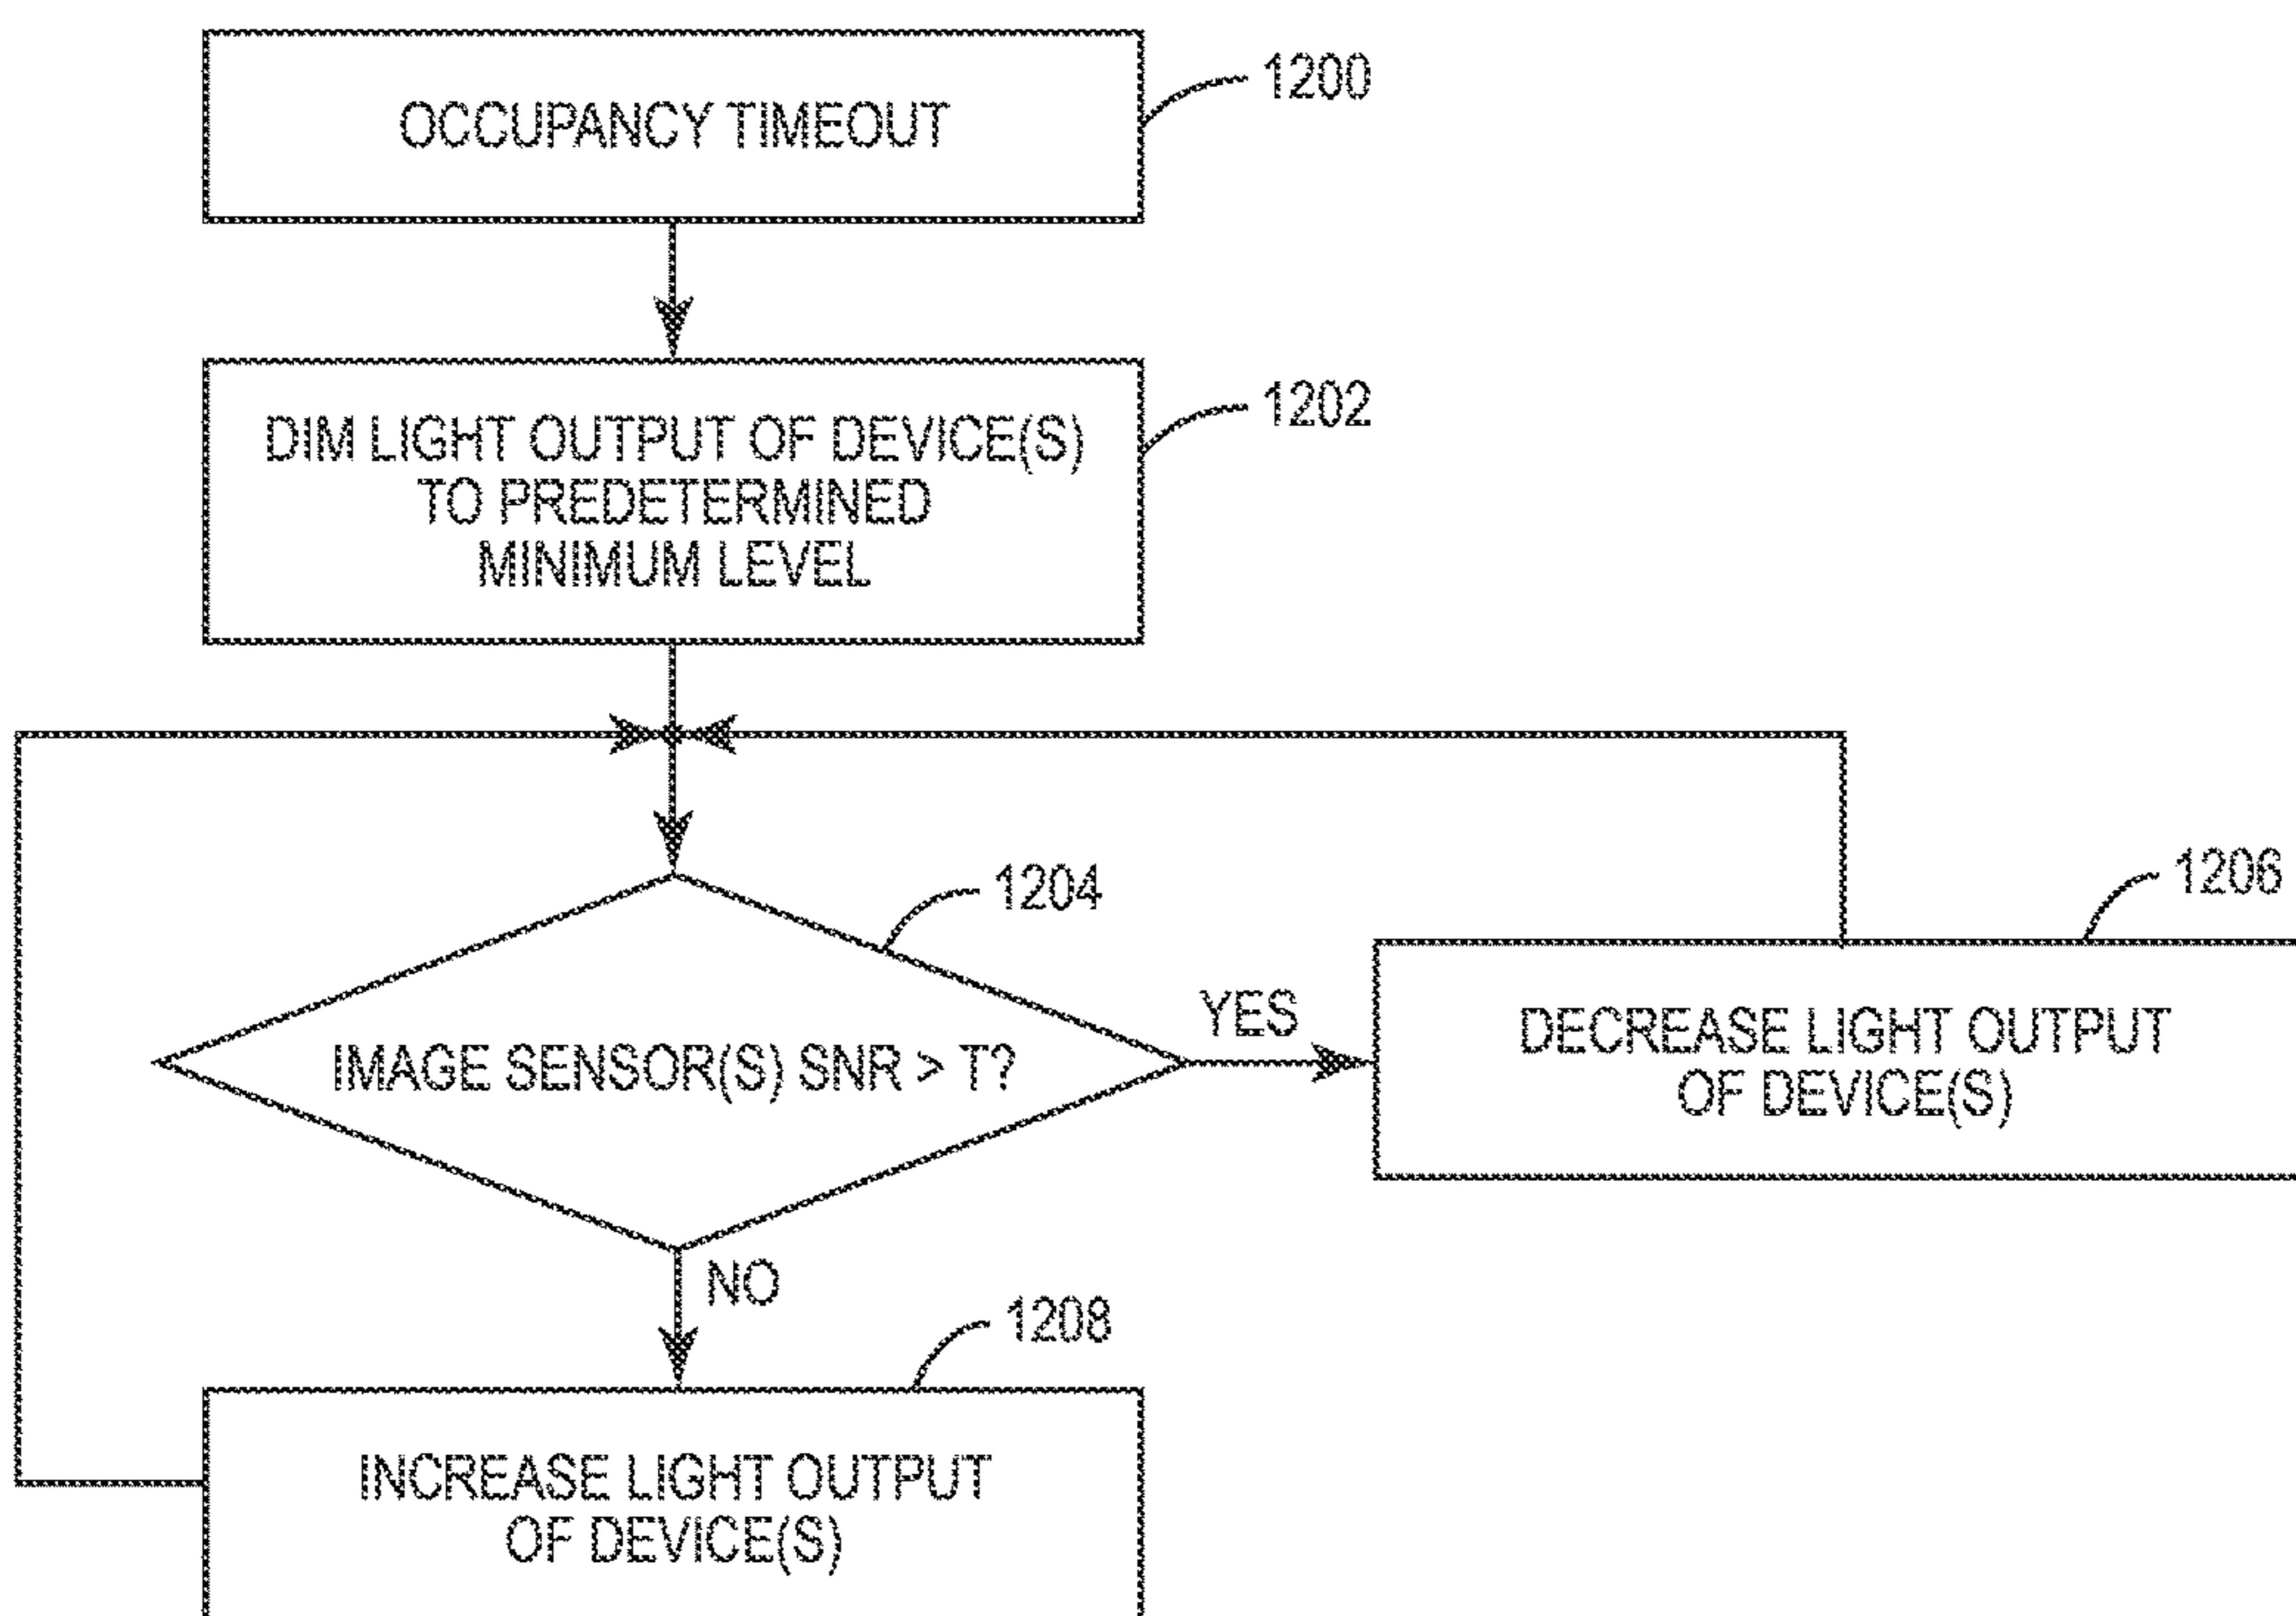 OCCUPANCY TIMEOUT
1200
DIM LIGHT OUTPUT OF DEVICE(S)
TO PREDETERMINED
MINIMUM LEVEL
1202
IMAGE SENSOR(S) SNR > T?
1204
YES
DECREASE LIGHT OUTPUT
OF DEVICE(S)
1206
NO
INCREASE LIGHT OUTPUT
OF DEVICE(S)
1208